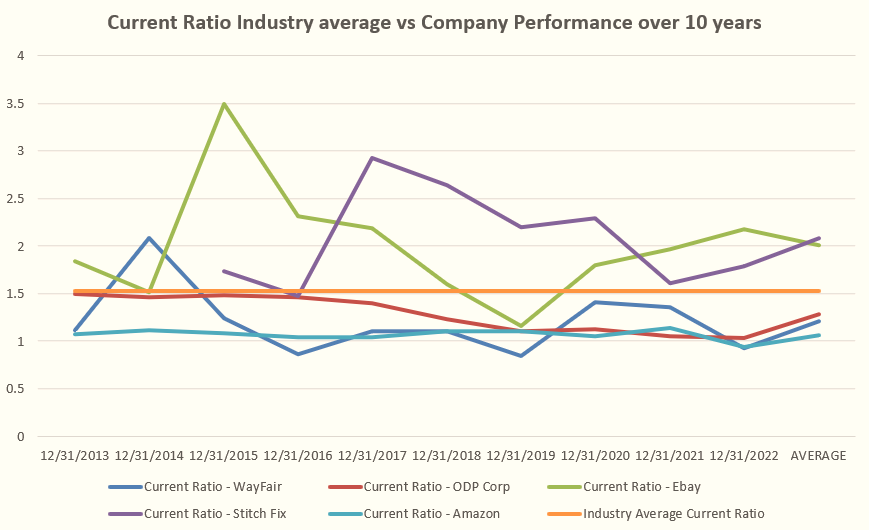 Current Ratio Industry average vs Company Performance over 10 years
4
3.5
3
2.5
2
1.5
1
0.5
0
12/31/2013 12/31/2014 12/31/2015 12/31/2016 12/31/2017 12/31/2018 12/31/2019 12/31/2020 12/31/2021 12/31/2022 AVERAGE
Current Ratio - WayFair Current Ratio - ODP Corp Current Ratio - Ebay
Current Ratio - Stitch Fix Current Ratio - Amazon Industry Average Current Ratio